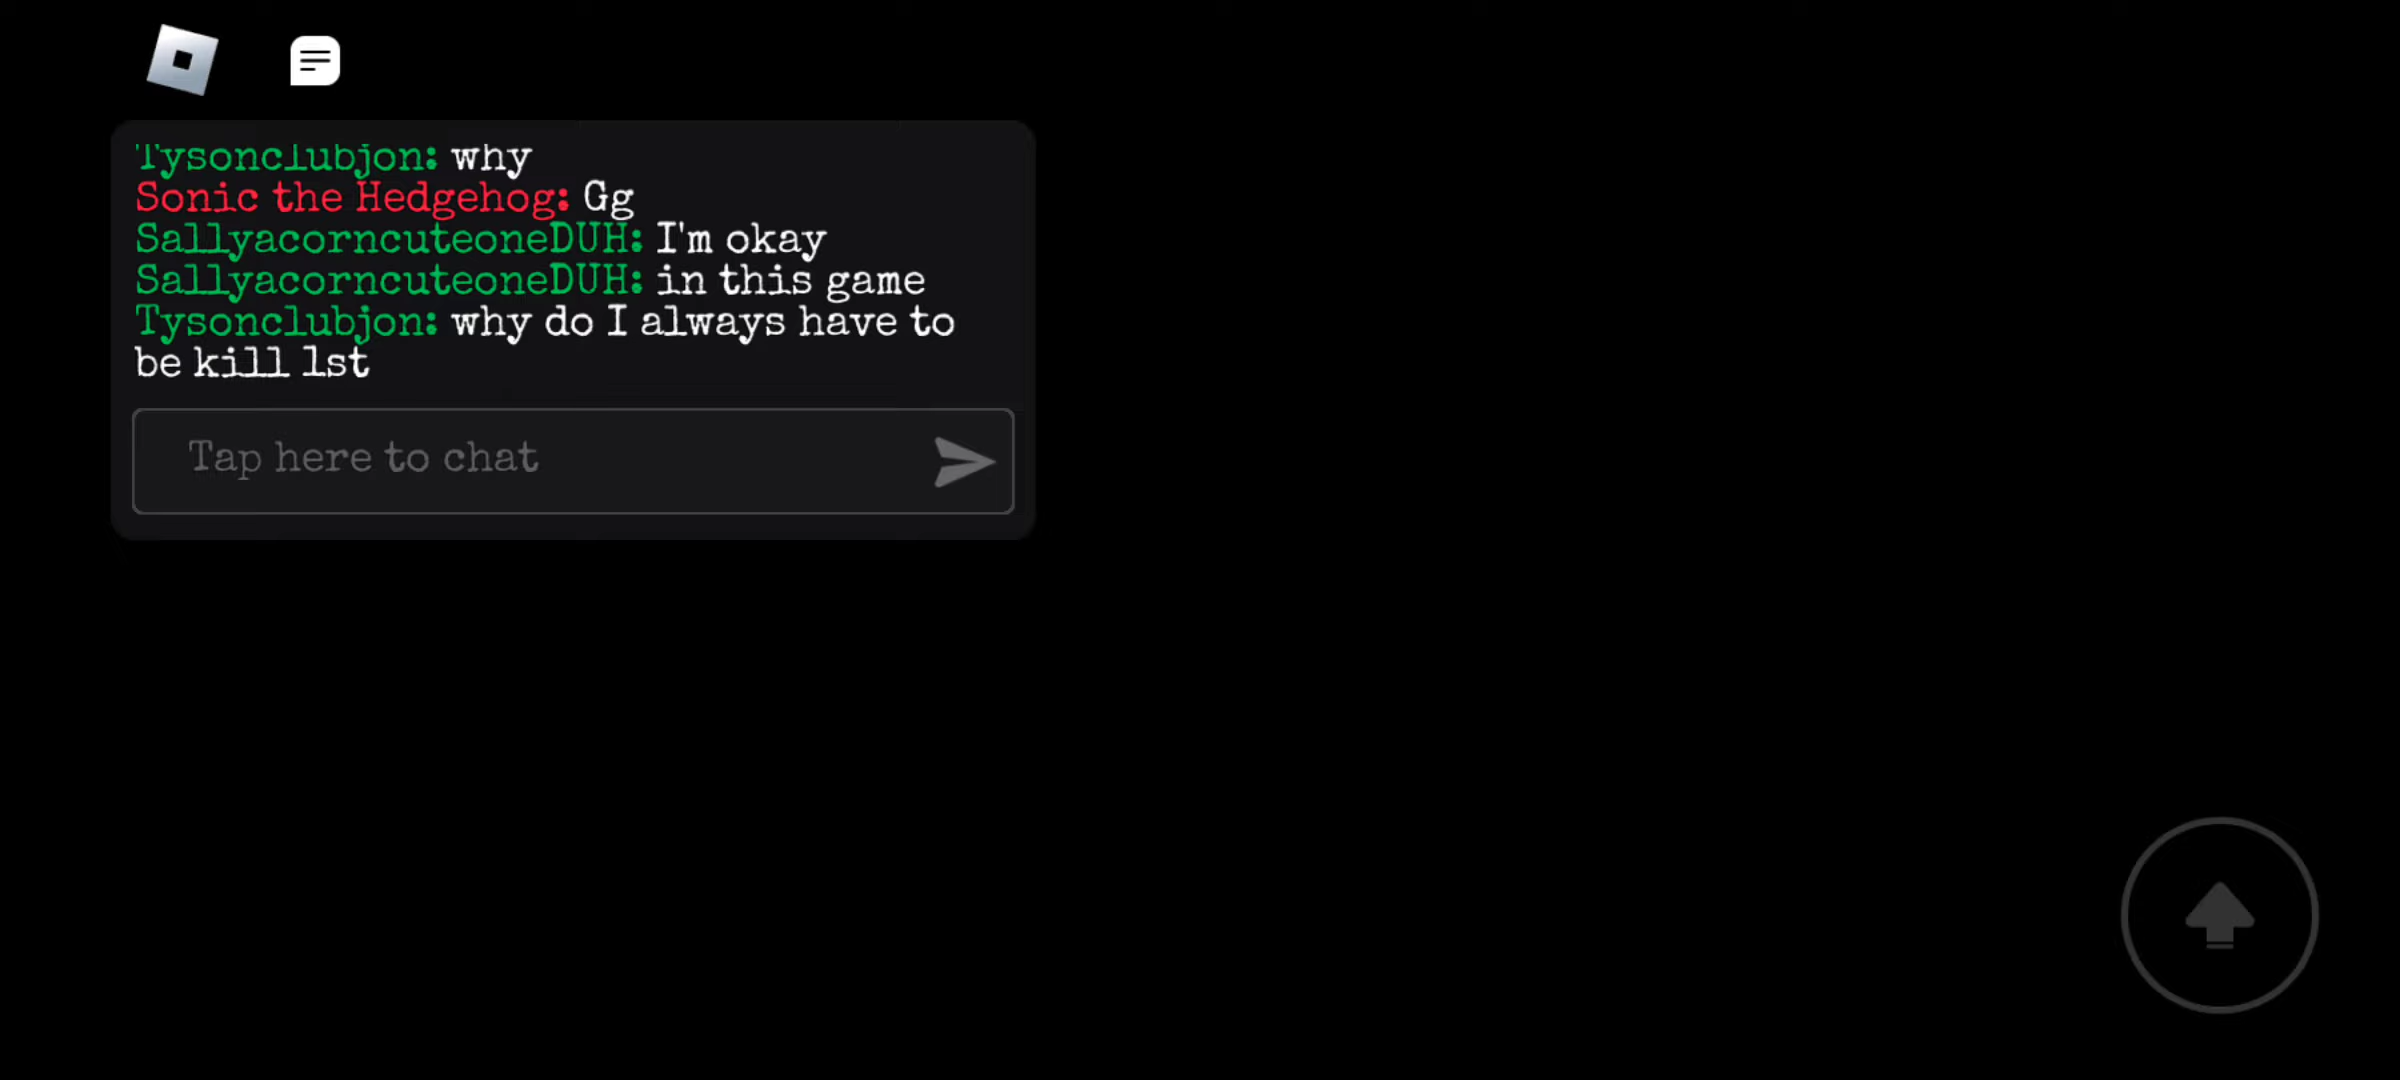 Tysonclubjon: why
Sonic the Hedgehog: Gg
SallyacorncuteoneDUH: I'm okay
SallyacorncuteoneDUH: in this game
Tysonclubjon: why do I always have to
be kill 1st
Tap here to chat